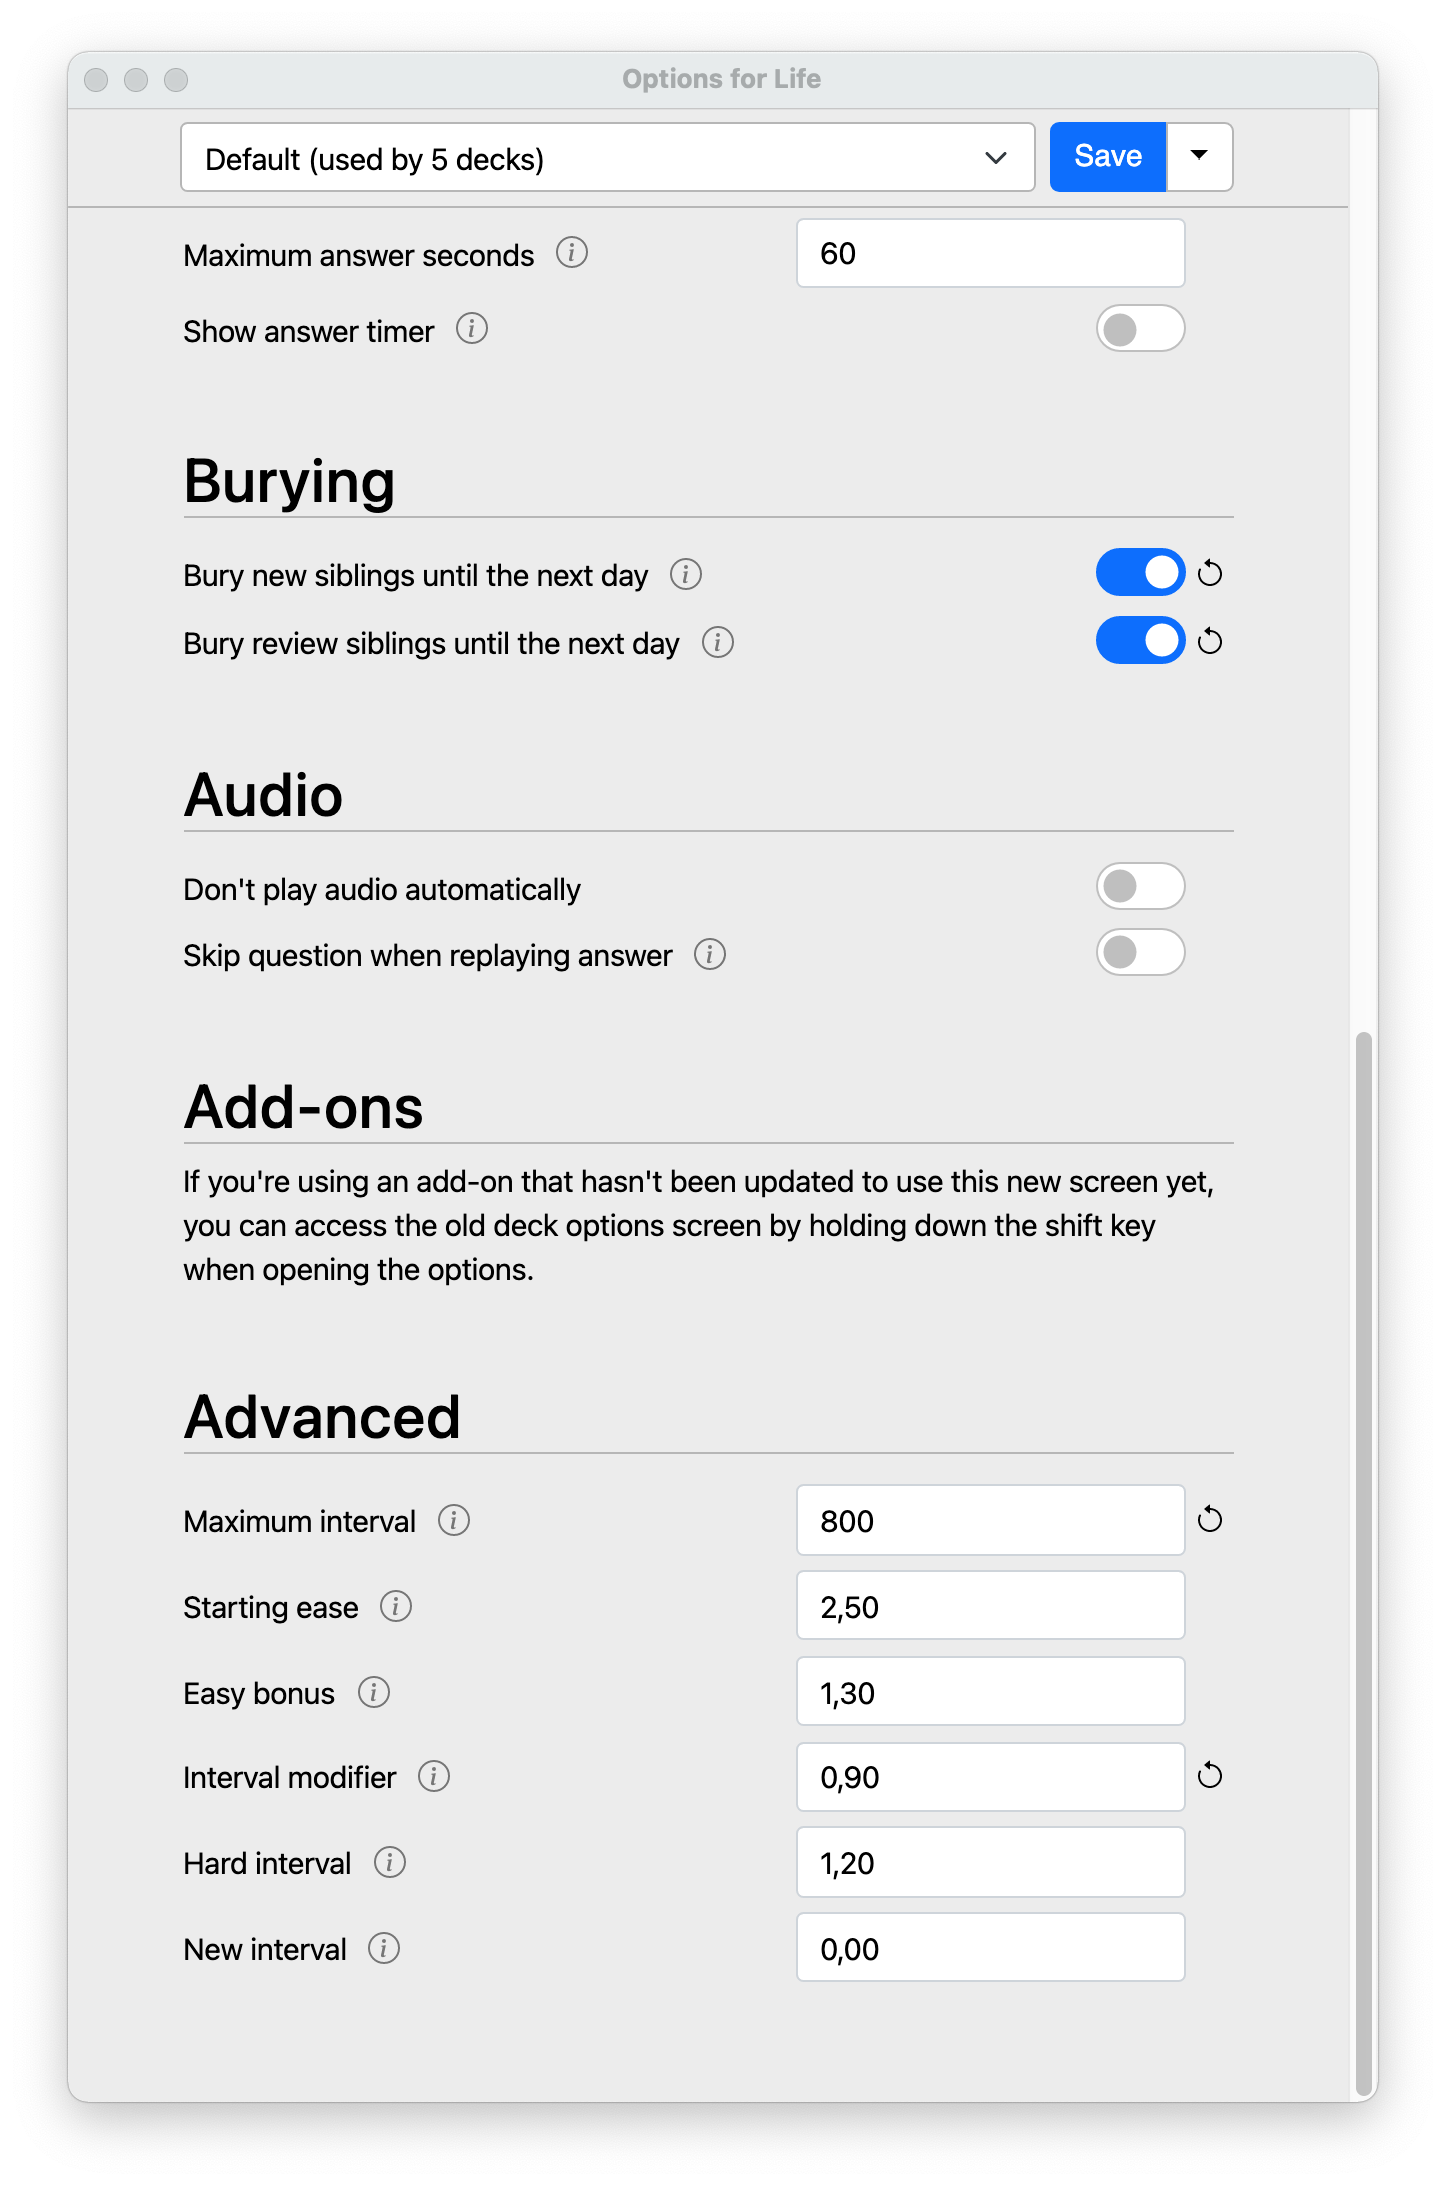 Options for Life
Default (used by 5 decks)
Save
Maximum answer seconds
60
Show answer timer
Burying
Bury new siblings until the next day
Bury review siblings until the next day
Audio
Don't play audio automatically
Skip question when replaying answer
Add-ons
If you're using an add-on that hasn't been updated to use this new screen yet,
you can access the old deck options screen by holding down the shift key
when opening the options.
Advanced
Maximum interval
800
Starting ease
2,50
Easy bonus
1,30
Interval modifier
0,90
Hard interval
1,20
New interval
0,00